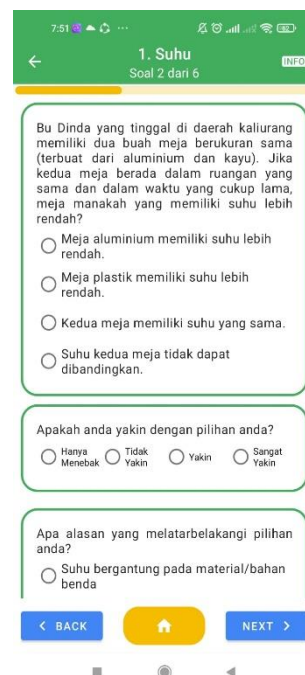 7:51
82
1. Suhu
INFO
Soal 2 dari 6
Bu Dinda yang tinggal di daerah kaliurang
memiliki dua buah meja berukuran sama
(terbuat dari aluminium dan kayu). Jika
kedua meja berada dalam ruangan yang
sama dan dalam waktu yang cukup lama,
meja manakah yang memiliki suhu lebih
rendah?
Meja aluminium memiliki suhu lebih
rendah.
Meja plastik memiliki suhu lebih
rendah.
Kedua meja memiliki suhu yang sama.
Suhu kedua meja tidak dapat
dibandingkan.
Apakah anda yakin dengan pilihan anda?
Hanya
Menebak
Tidak
Yakin
Yakin
Sangat
Yakin
Apa alasan yang melatarbelakangi pilihan
anda?
Suhu bergantung pada material/bahan
benda
BACK
NEXT